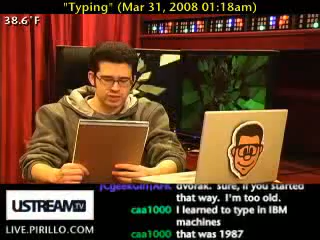 "Typing" (Mar 31, 2008 01:18am)
38.6°F
dvorak. sure, if you started
that way. I'm too old.
caa1000 I learned to type in IBM
machines
caa1000 that was 1987
USTREAM TV
LIVE.PIRILLO.COM